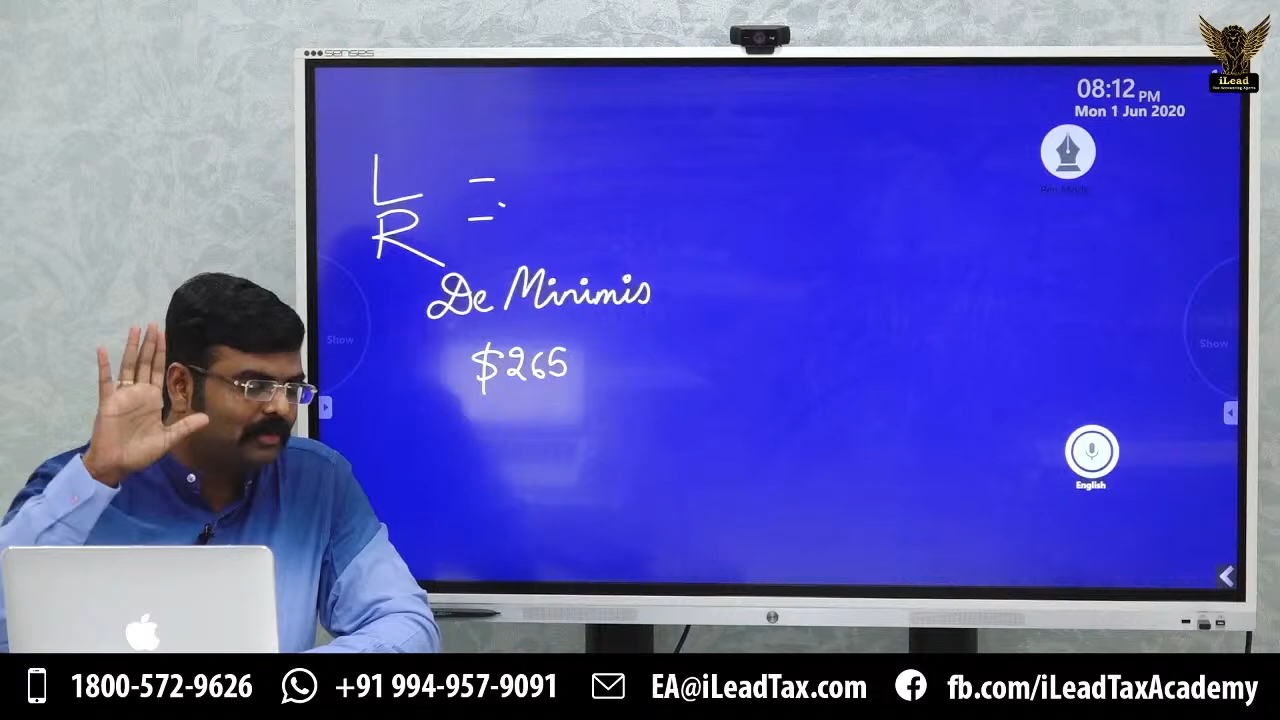 senses
iLead
08:12 PM
Mon 1 Jun 2020
L =
R =
De Minimis
$265
Show
Show
English
1800-572-9626
+91 994-957-9091
EA@iLeadTax.com
fb.com/iLeadTaxAcademy